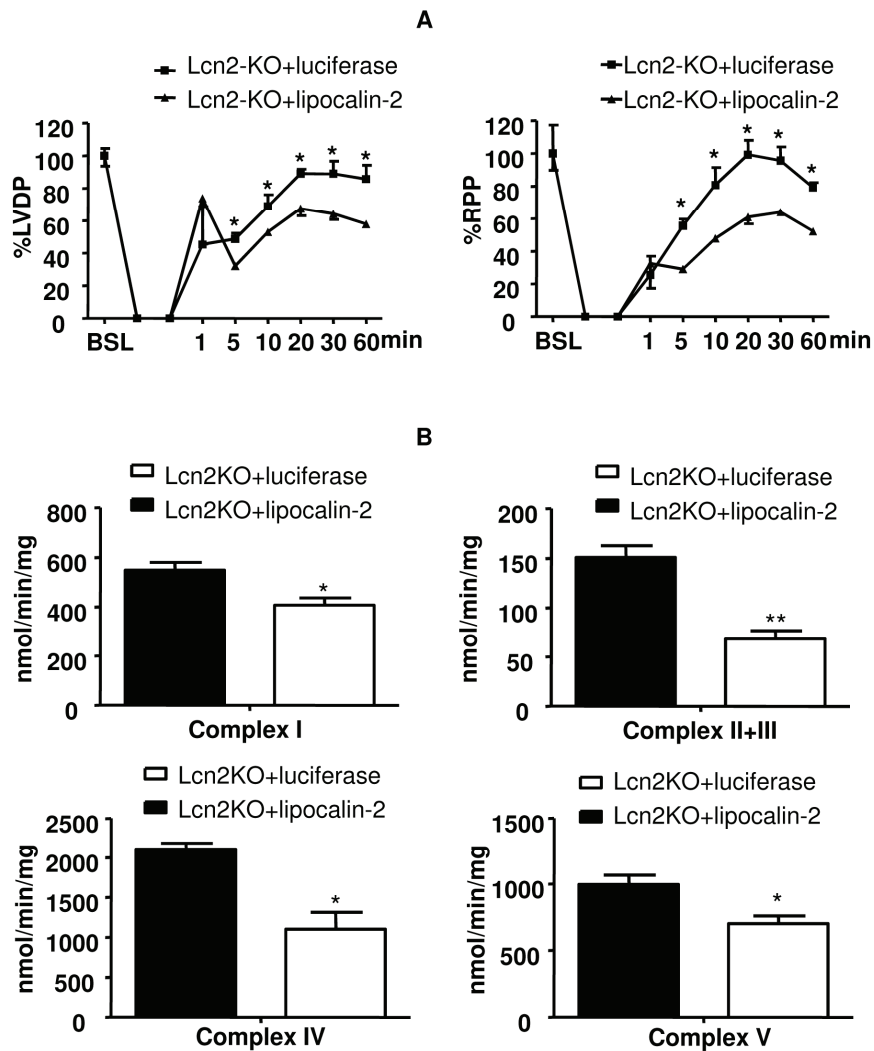 A
Lcn2-KO+luciferase
Lcn2-KO+lipocalin-2
%LVDP
120
100
80
60
40
20
0
* * * * *
BSL 1 5 10 20 30 60min
Lcn2-KO+luciferase
Lcn2-KO+lipocalin-2
%RPP
120
100
80
60
40
20
0
* * * * *
BSL 1 5 10 20 30 60min
B
Lcn2KO+luciferase
Lcn2KO+lipocalin-2
nmol/min/mg
800
600
400
200
0
*
Complex I
Lcn2KO+luciferase
Lcn2KO+lipocalin-2
nmol/min/mg
200
150
100
50
0
**
Complex II+III
Lcn2KO+luciferase
Lcn2KO+lipocalin-2
nmol/min/mg
2500
2000
1500
1000
500
0
*
Complex IV
Lcn2KO+luciferase
Lcn2KO+lipocalin-2
nmol/min/mg
1500
1000
500
0
*
Complex V